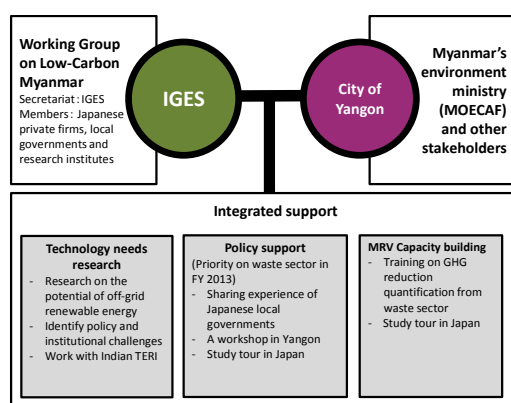 Working Group
on Low-Carbon
Myanmar
Secretariat : IGES
Members : Japanese
private firms, local
governments and
research institutes
IGES
City of
Yangon
Myanmar's
environment
ministry
(MOECAF)
and other
stakeholders
Integrated support
Technology needs
research
- Research on the
potential of off-grid
renewable energy
- Identify policy and
institutional challenges
- Work with Indian TERI
Policy support
(Priority on waste sector in
FY 2013)
- Sharing experience of
Japanese local
governments
- A workshop in Yangon
- Study tour in Japan
MRV Capacity building
- Training on GHG
reduction
quantification from
waste sector
- Study tour in Japan